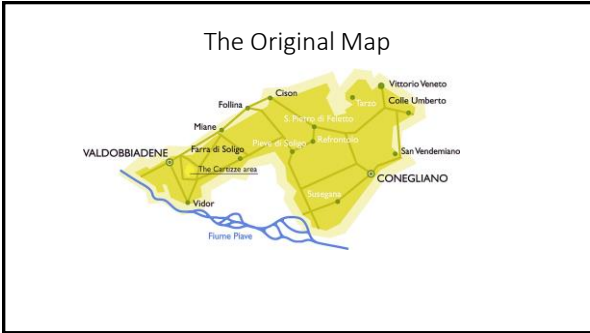 The Original Map
Vittorio Veneto
Cison
Tarzo
Colle Umberto
Follina
S. Pietro di Feletto
Miane
Refrontolo
Farra di Soligo
Pieve di Soligo
San Vendemiano
VALDOBBIADENE
The Cartizze area
CONEGLIANO
Susegana
Vidor
Fiume Piave